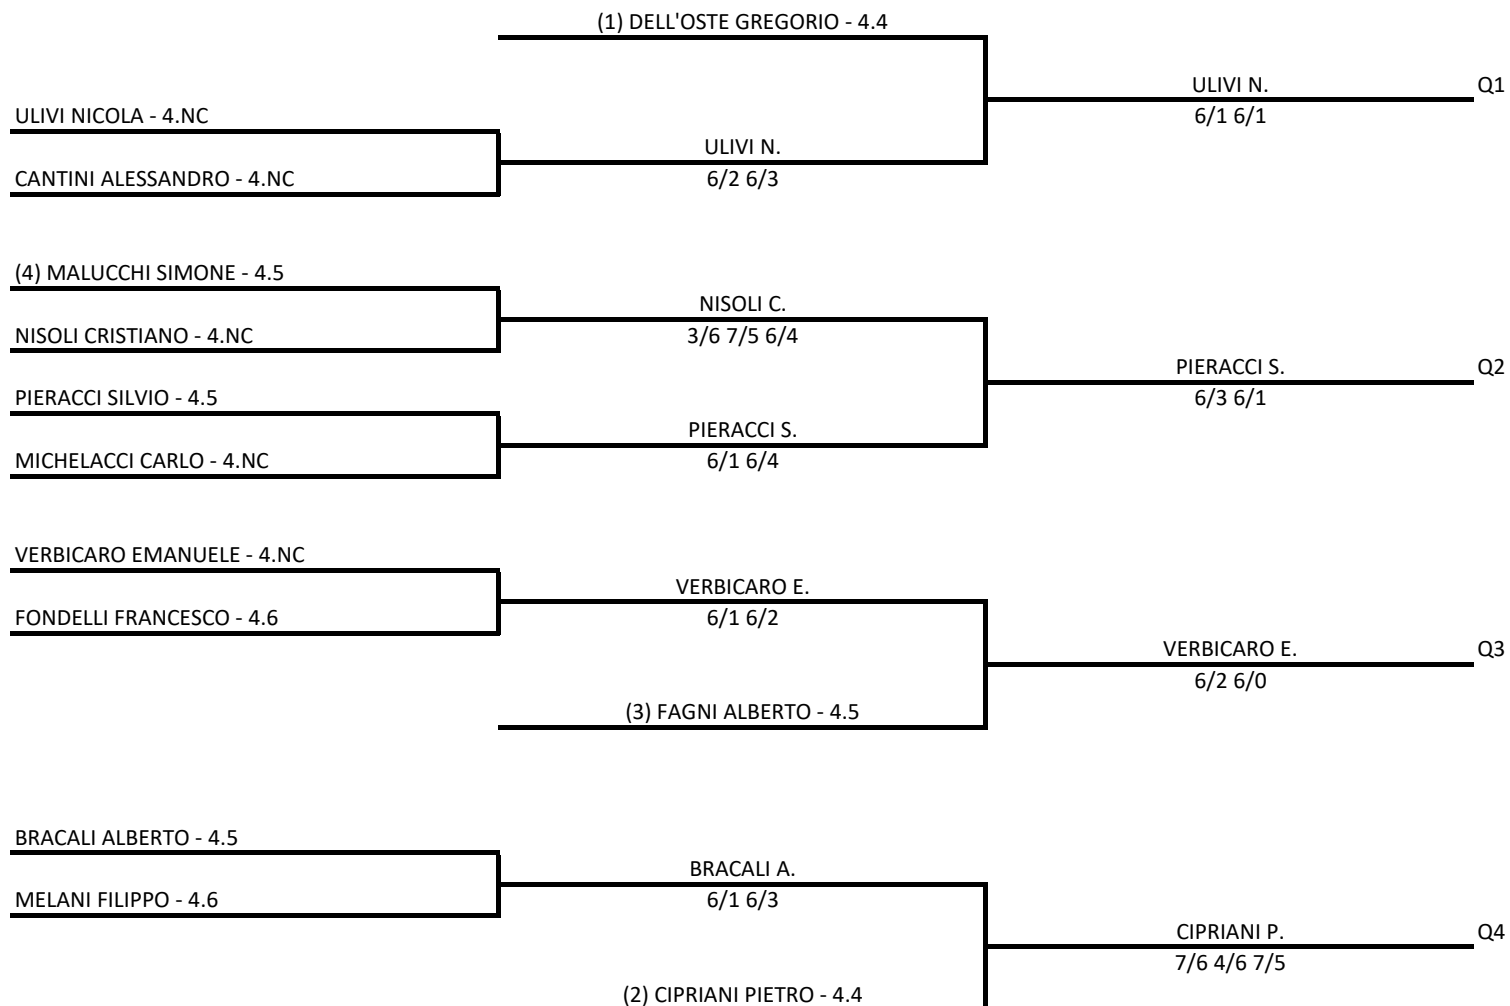 (1) DELL'OSTE GREGORIO - 4.4
ULIVI N.
Q1
6/1 6/1
ULIVI NICOLA - 4.NC
ULIVI N.
6/2 6/3
CANTINI ALESSANDRO - 4.NC
(4) MALUCCHI SIMONE - 4.5
NISOLI C.
3/6 7/5 6/4
NISOLI CRISTIANO - 4.NC
PIERACCI S.
Q2
6/3 6/1
PIERACCI SILVIO - 4.5
PIERACCI S.
6/1 6/4
MICHELACCI CARLO - 4.NC
VERBICARO EMANUELE - 4.NC
VERBICARO E.
6/1 6/2
FONDELLI FRANCESCO - 4.6
VERBICARO E.
Q3
6/2 6/0
(3) FAGNI ALBERTO - 4.5
BRACALI ALBERTO - 4.5
BRACALI A.
6/1 6/3
MELANI FILIPPO - 4.6
CIPRIANI P.
Q4
7/6 4/6 7/5
(2) CIPRIANI PIETRO - 4.4